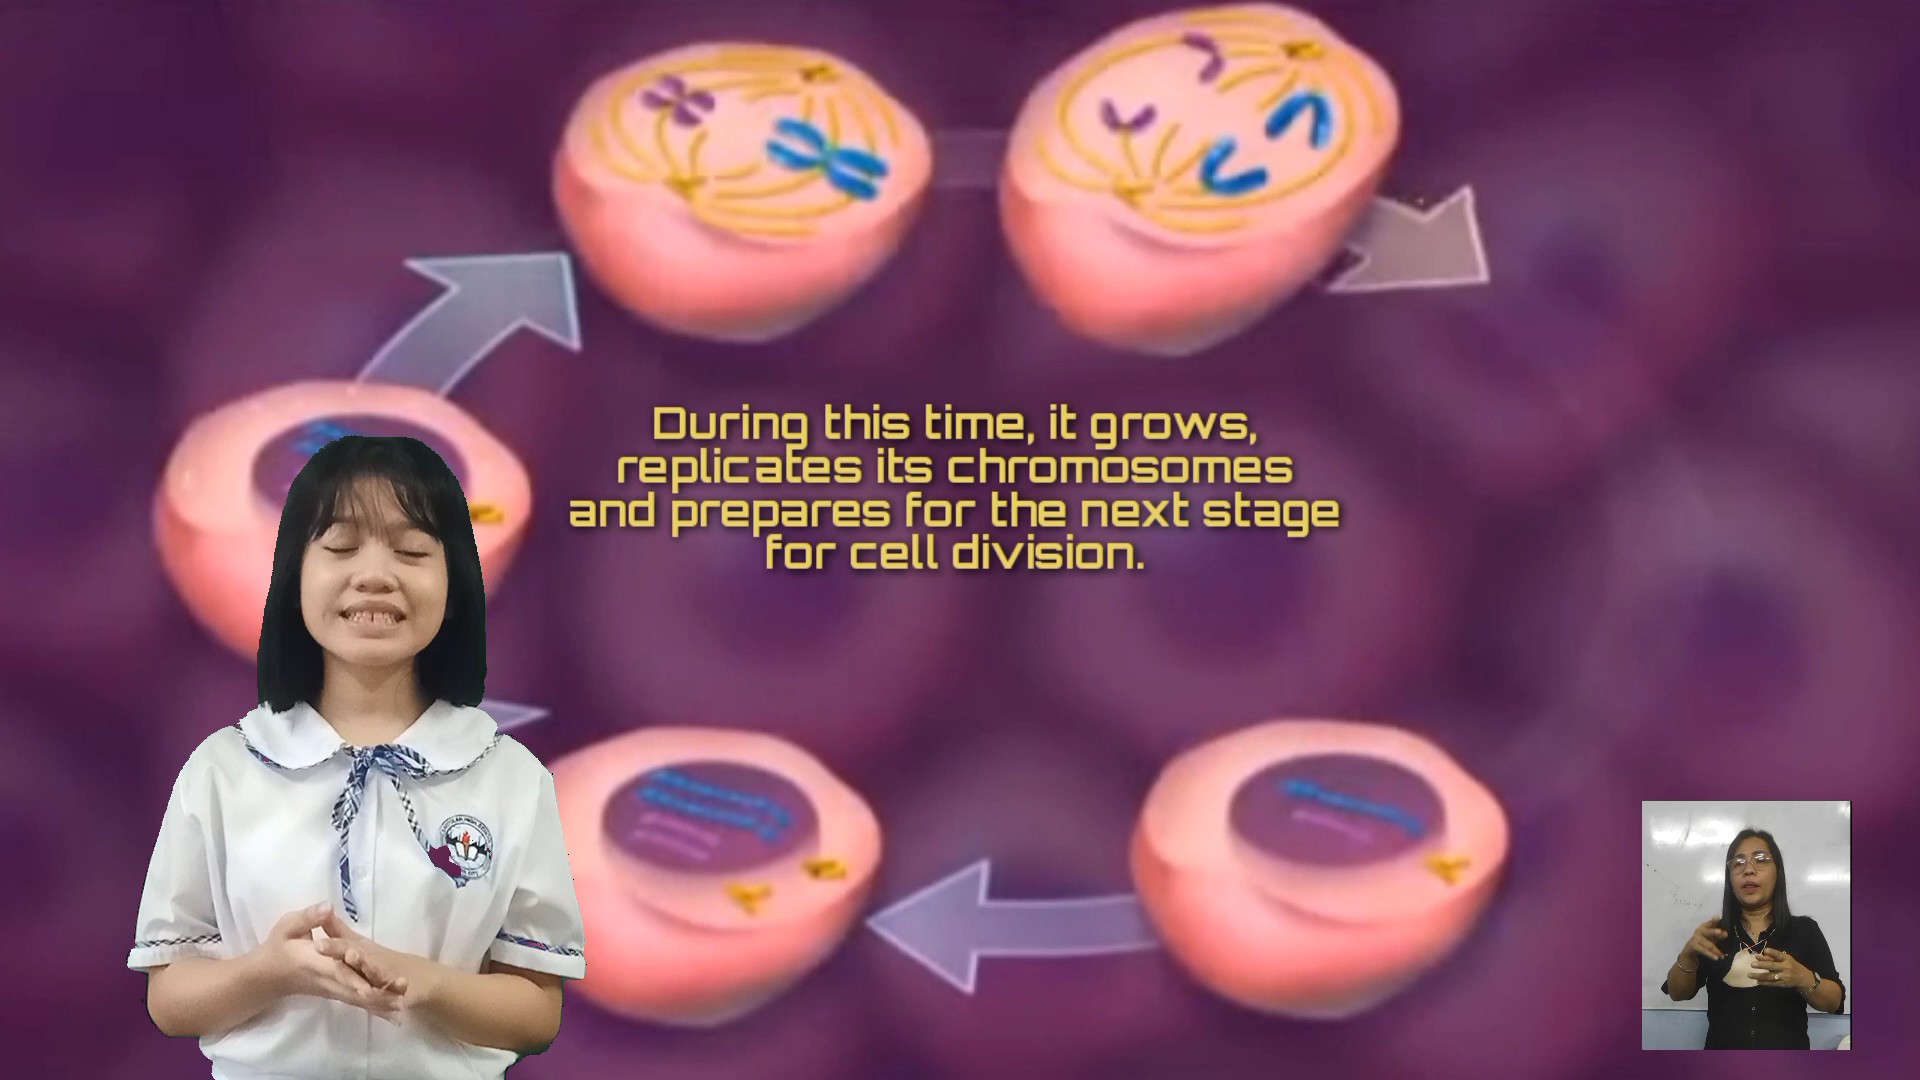 During this time, it grows,
replicates its chromosomes
and prepares for the next stage
for cell division.